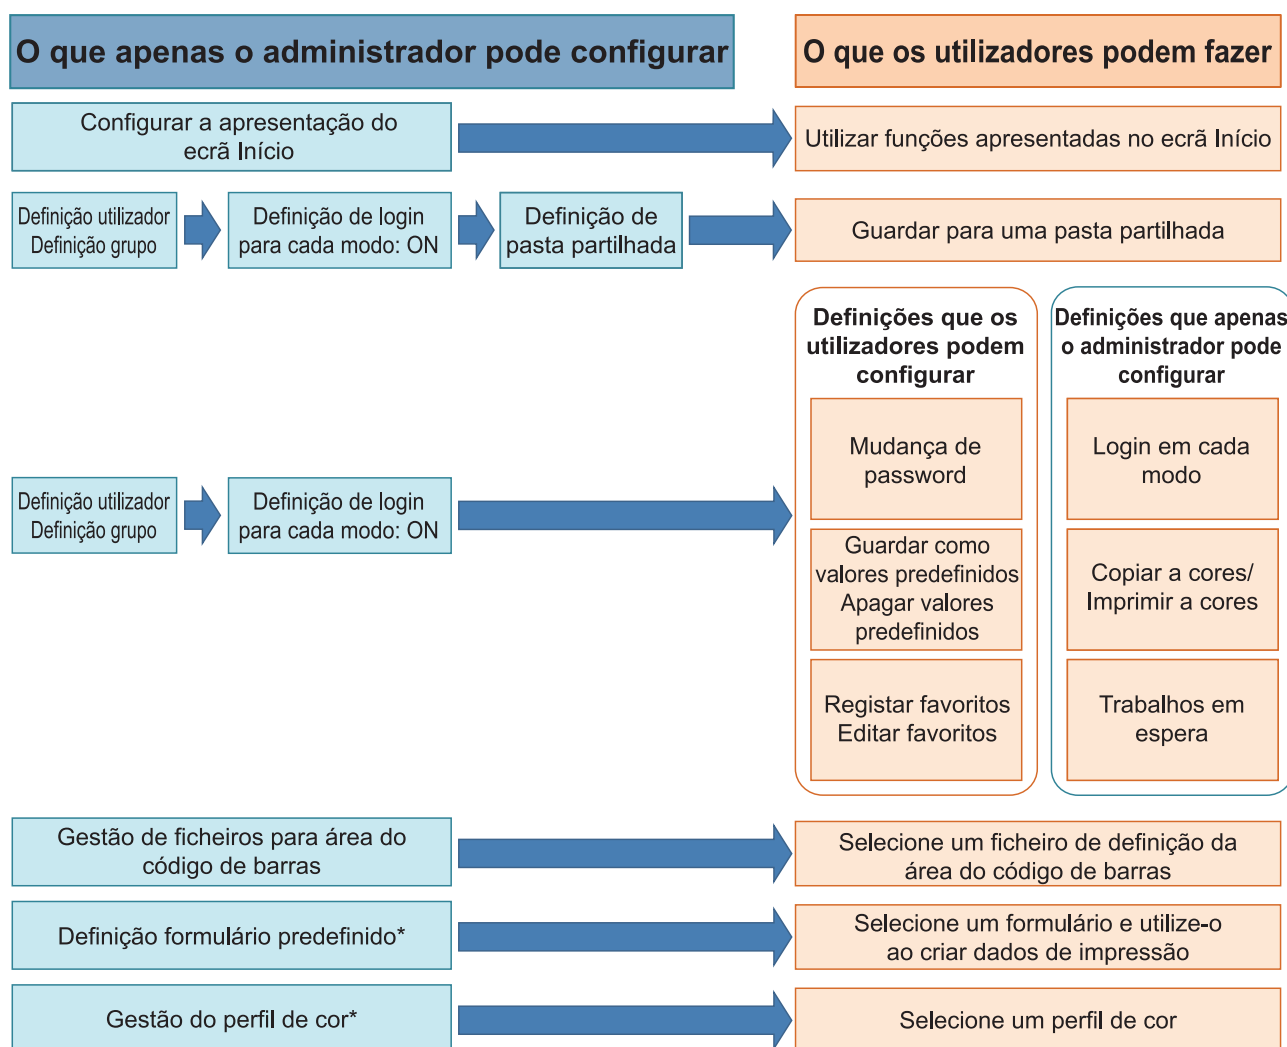 O que apenas o administrador pode configurar
O que os utilizadores podem fazer
Configurar a apresentação do
ecrã Início
Utilizar funções apresentadas no ecrã Início
Definição utilizador
Definição grupo
Definição de login
para cada modo: ON
Definição de
pasta partilhada
Guardar para uma pasta partilhada
Definição utilizador
Definição grupo
Definição de login
para cada modo: ON
Definições que os
utilizadores podem
configurar
Mudança de
password
Guardar como
valores predefinidos
Apagar valores
predefinidos
Registar favoritos
Editar favoritos
Definições que apenas
o administrador pode
configurar
Login em cada
modo
Copiar a cores/
Imprimir a cores
Trabalhos em
espera
Gestão de ficheiros para área do
código de barras
Selecione um ficheiro de definição da
área do código de barras
Definição formulário predefinido*
Selecione um formulário e utilize-o
ao criar dados de impressão
Gestão do perfil de cor*
Selecione um perfil de cor